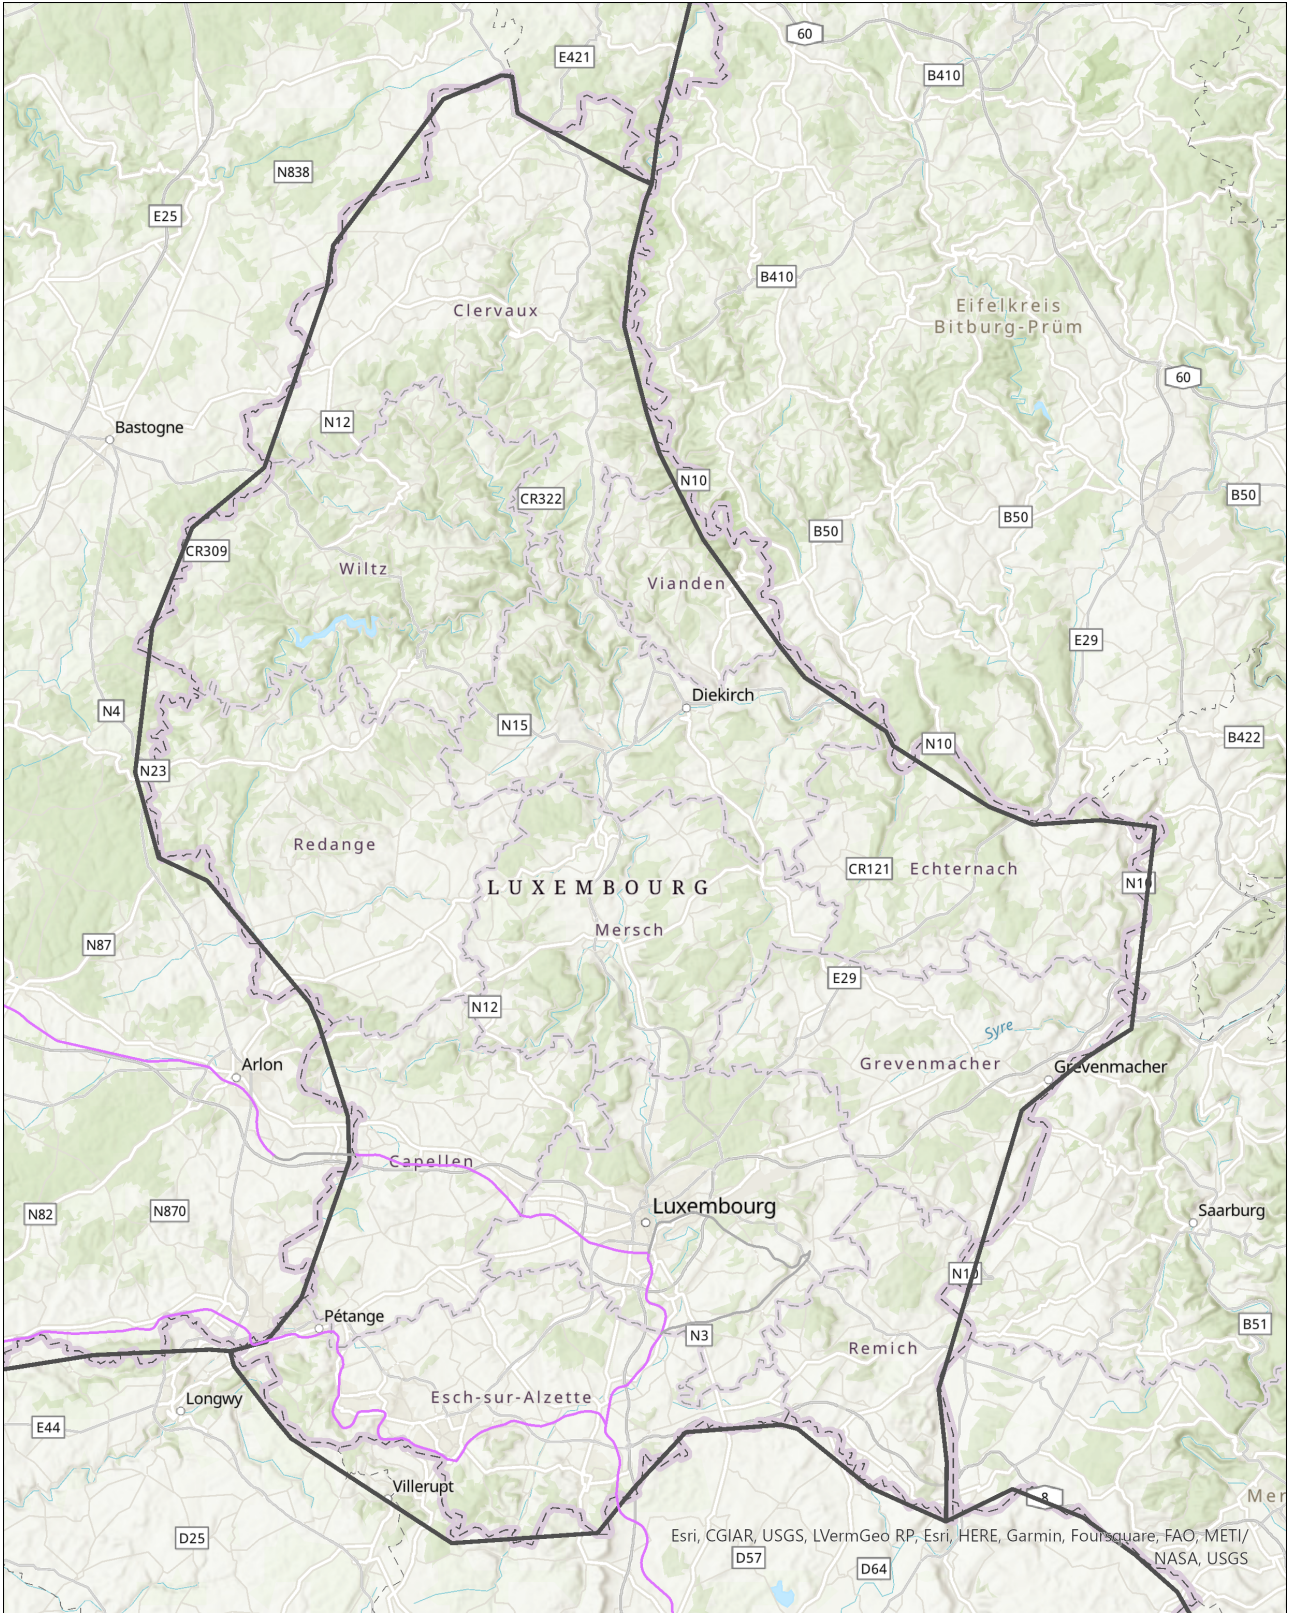 60
E421
B410
N838
E25
B410
Eifelkreis
Bitburg-Prüm
Clervaux
60
N12
Bastogne
N10
B50
CR322
B50
B50
CR309
Wiltz
Vianden
E29
Diekirch
N4
N15
B422
N10
N23
Redange
CR121
Echternach
LUXEMBOURG
N10
Mersch
N87
E29
N12
Syre
Arlon
Grevenmacher
Grevenmacher
Capellen
Luxembourg
N82
N870
Saarburg
N10
Pétange
B51
N3
Remich
Longwy
Esch-sur-Alzette
E44
Villerupt
8
Mer
D25
Esri, CGIAR, USGS, LVermGeo RP, Esri, HERE, Garmin, Foursquare, FAO, METI/
NASA, USGS
D57
D64